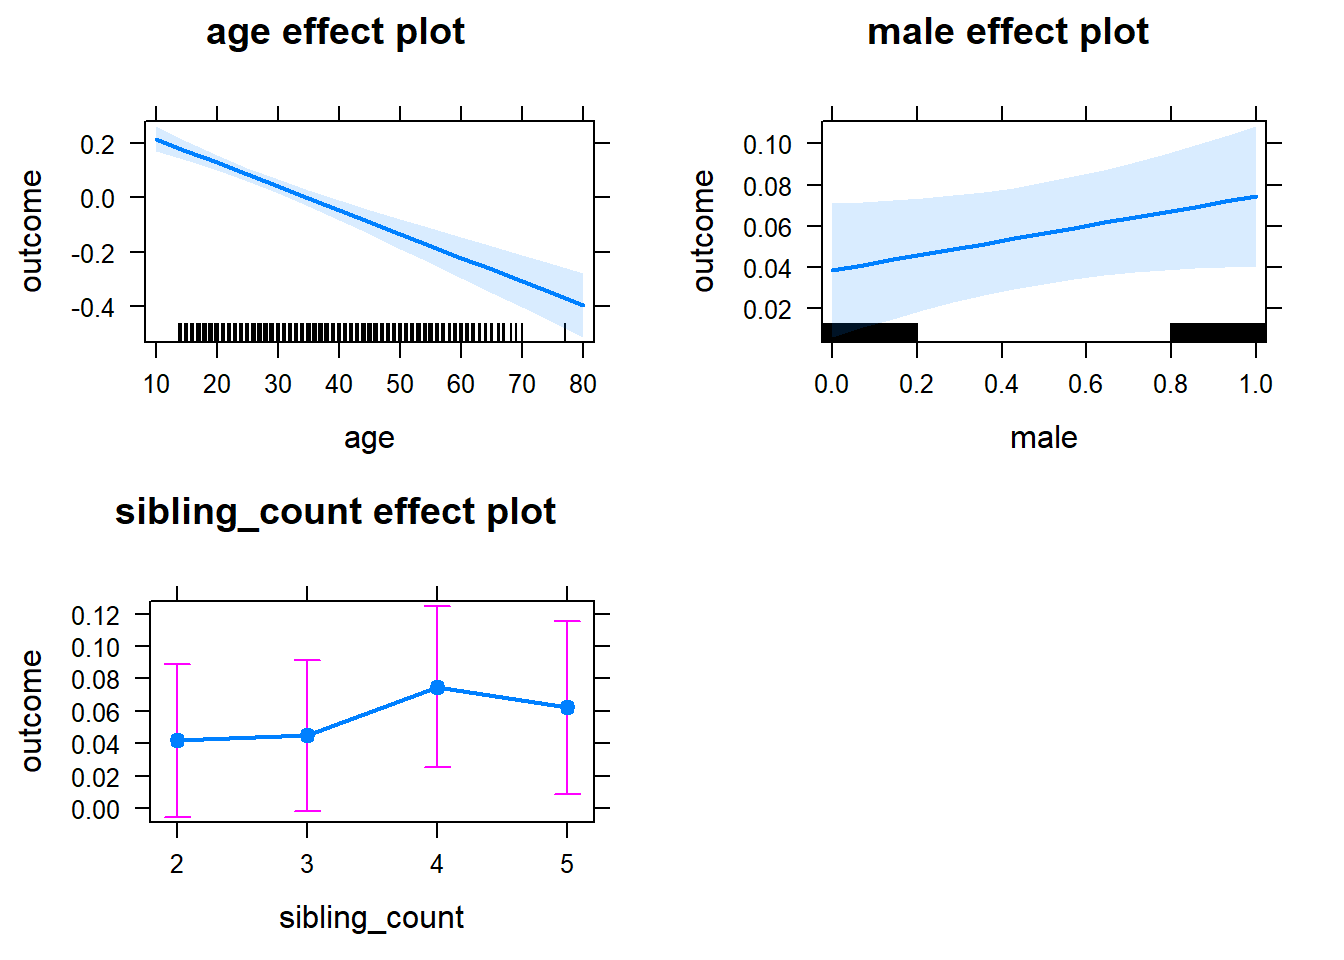 age effect plot
outcome
0.2
0.0
-0.2
-0.4
10 20 30 40 50 60 70 80
age
male effect plot
outcome
0.10
0.08
0.06
0.04
0.02
0.0 0.2 0.4 0.6 0.8 1.0
male
sibling_count effect plot
outcome
0.12
0.10
0.08
0.06
0.04
0.02
0.00
2 3 4 5
sibling_count